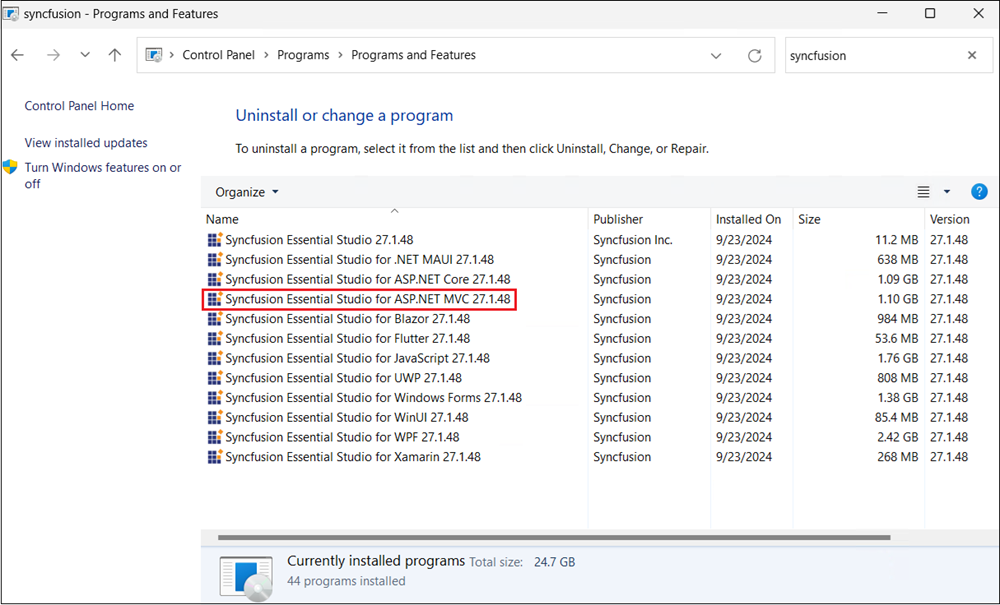 syncfusion - Programs and Features
Control Panel > Programs > Programs and Features
syncfusion
Control Panel Home
View installed updates
Turn Windows features on or
off
Uninstall or change a program
To uninstall a program, select it from the list and then click Uninstall, Change, or Repair.
Organize
Name Publisher Installed On Size Version
Syncfusion Essential Studio 27.1.48 Syncfusion Inc. 9/23/2024 11.2 MB 27.1.48
Syncfusion Essential Studio for .NET MAUI 27.1.48 Syncfusion 9/23/2024 638 MB 27.1.48
Syncfusion Essential Studio for ASP.NET Core 27.1.48 Syncfusion 9/23/2024 1.09 GB 27.1.48
Syncfusion Essential Studio for ASP.NET MVC 27.1.48 Syncfusion 9/23/2024 1.10 GB 27.1.48
Syncfusion Essential Studio for Blazor 27.1.48 Syncfusion 9/23/2024 984 MB 27.1.48
Syncfusion Essential Studio for Flutter 27.1.48 Syncfusion 9/23/2024 53.6 MB 27.1.48
Syncfusion Essential Studio for JavaScript 27.1.48 Syncfusion 9/23/2024 1.76 GB 27.1.48
Syncfusion Essential Studio for UWP 27.1.48 Syncfusion 9/23/2024 808 MB 27.1.48
Syncfusion Essential Studio for Windows Forms 27.1.48 Syncfusion 9/23/2024 1.38 GB 27.1.48
Syncfusion Essential Studio for WinUI 27.1.48 Syncfusion 9/23/2024 85.4 MB 27.1.48
Syncfusion Essential Studio for WPF 27.1.48 Syncfusion 9/23/2024 2.42 GB 27.1.48
Syncfusion Essential Studio for Xamarin 27.1.48 Syncfusion 9/23/2024 268 MB 27.1.48
Currently installed programs Total size: 24.7 GB
44 programs installed